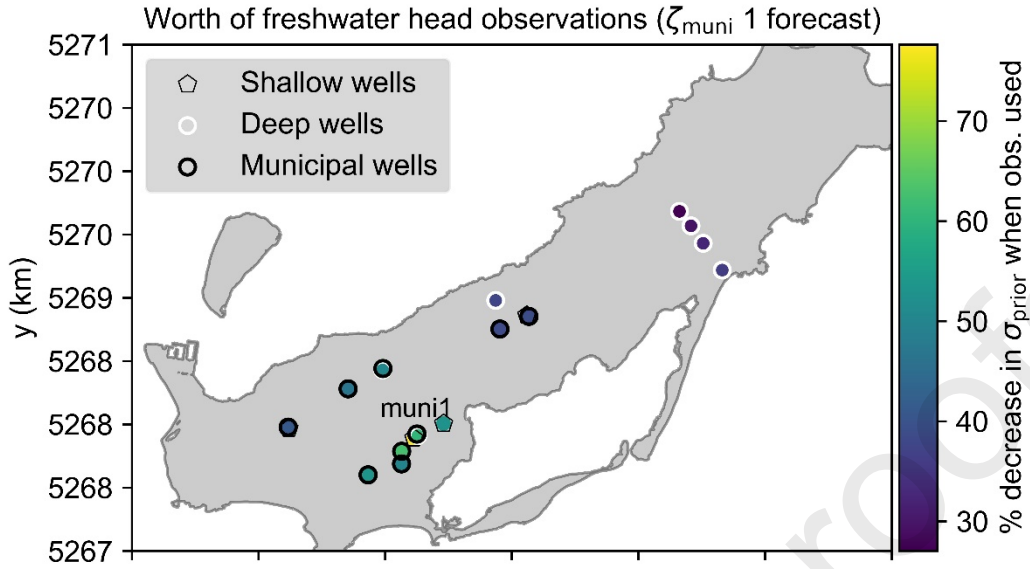 Worth of freshwater head observations (ζmuni 1 forecast)
5271
5270
5270
5270
5269
5268
5268
5268
5267
y (km)
Shallow wells
Deep wells
Municipal wells
muni1
70
60
50
40
30
% decrease in σprior when obs. used
roof